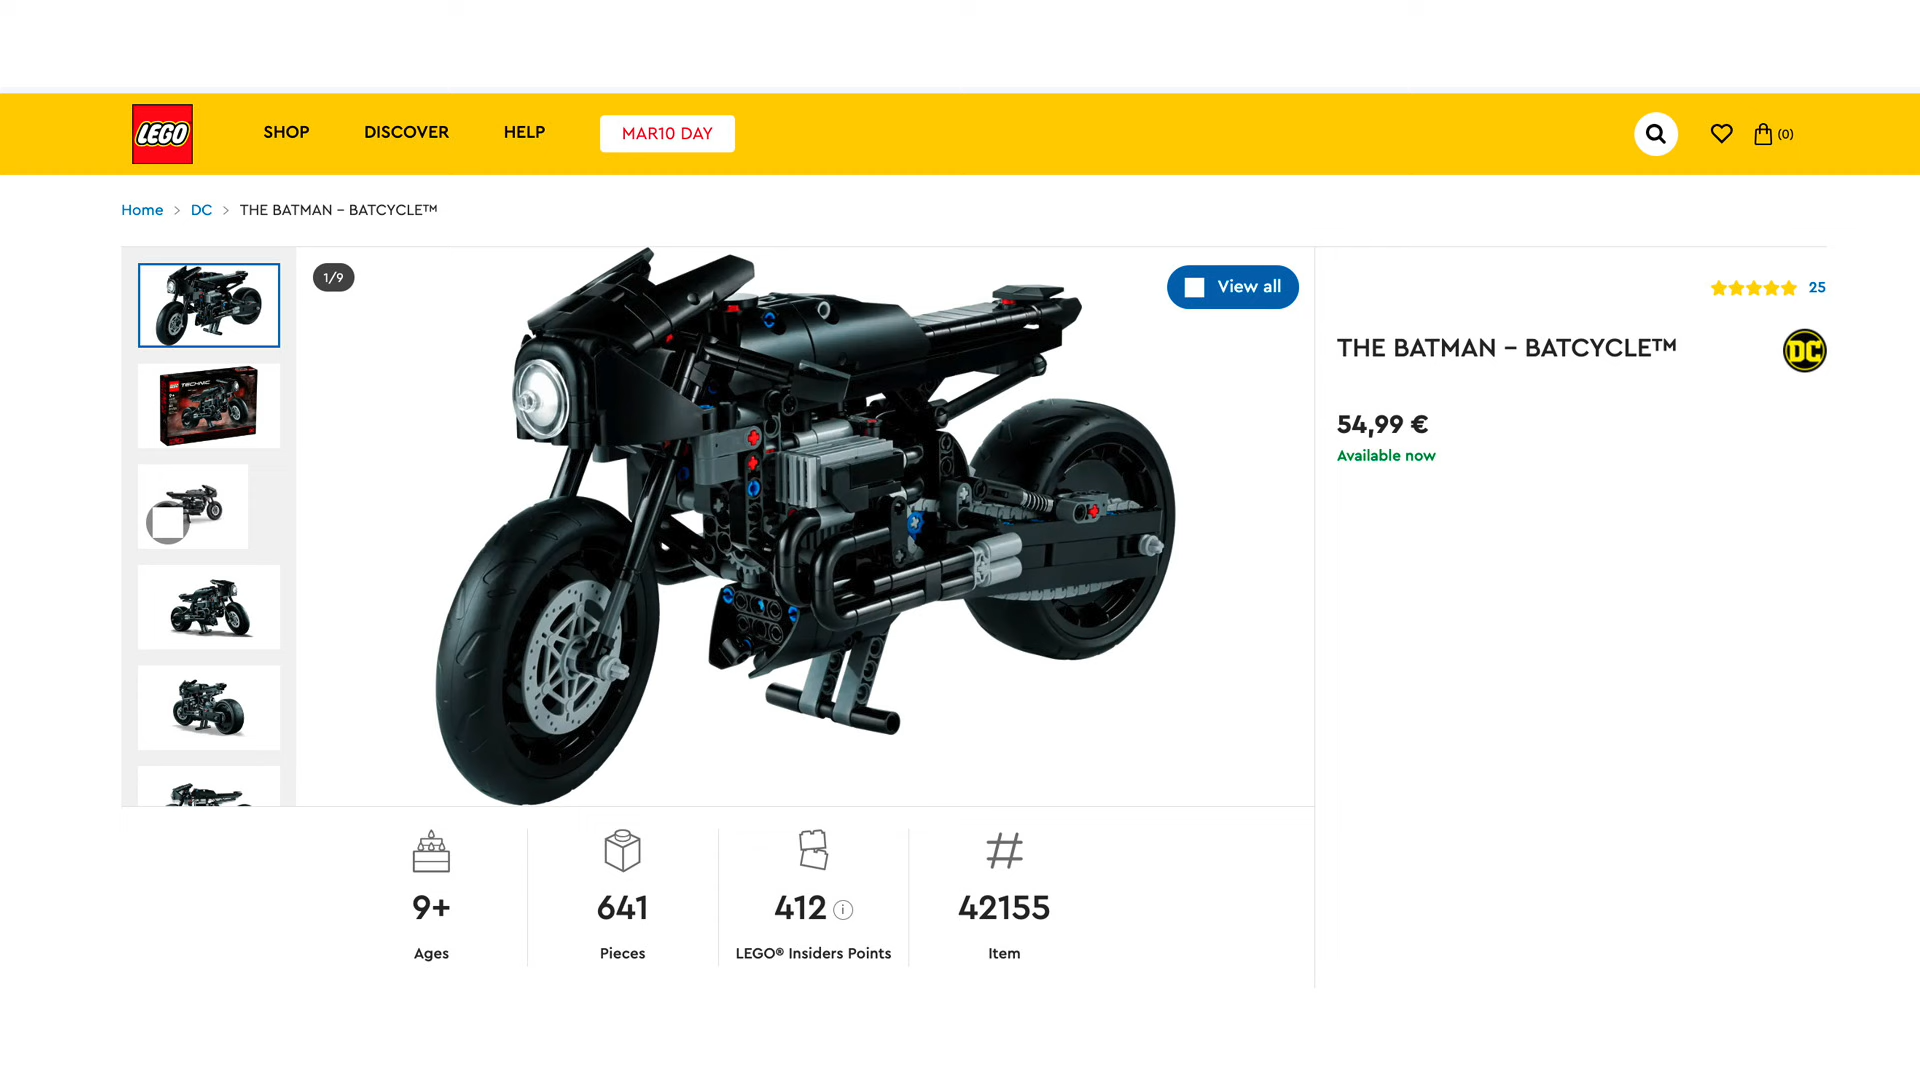 LEGO
SHOP
DISCOVER
HELP
MAR10 DAY
(0)
Home > DC > THE BATMAN – BATCYCLE™
1/9
View all
25
TECHNIC
THE BATMAN – BATCYCLE™
DC
54,99 €
Available now
9+
641
412
42155
Ages
Pieces
LEGO® Insiders Points
Item